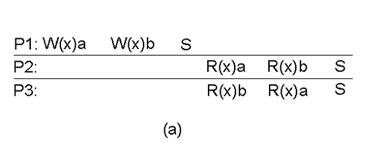 P1: W(x)a W(x)b S
P2: R(x)a R(x)b S
P3: R(x)b R(x)a S
(a)